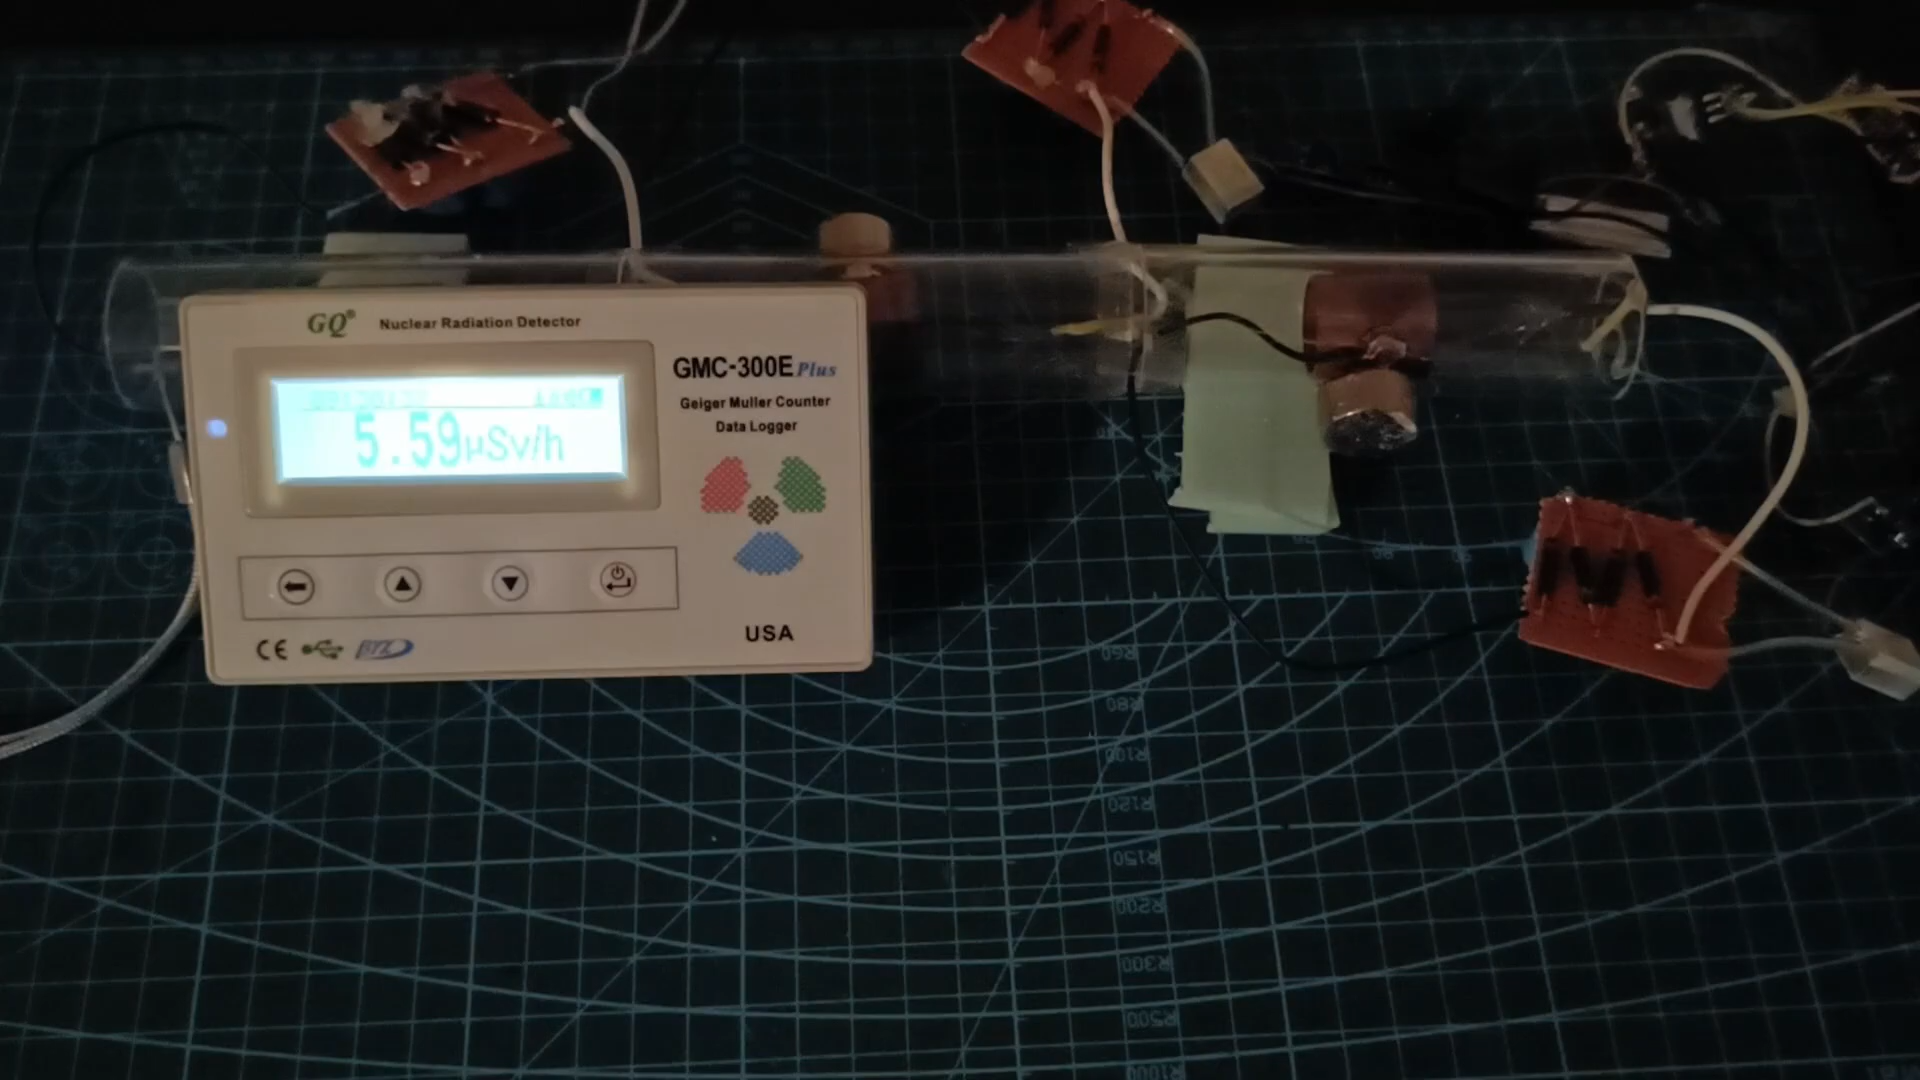 GQ® Nuclear Radiation Detector
GMC-300E Plus
Geiger Muller Counter
Data Logger
5.59μSv/h
USA
CE
R60
R80
R100
R120
R150
R200
R300
R500
R1000